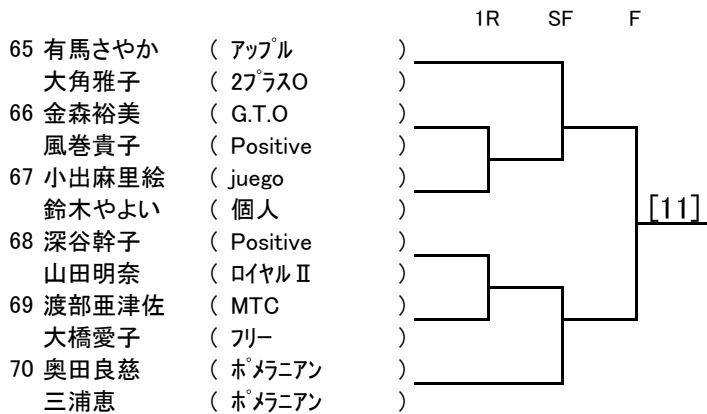 1R SF F
65 有馬さやか ( アップル )
大角雅子 ( 2プラスO )
66 金森裕美 ( G.T.O )
風巻貴子 ( Positive )
67 小出麻里絵 ( juego )
鈴木やよい ( 個人 )
[11]
68 深谷幹子 ( Positive )
山田明奈 ( ロイヤルⅡ )
69 渡部亜津佐 ( MTC )
大橋愛子 ( フリー )
70 奥田良慈 ( ポメラニアン )
三浦恵 ( ポメラニアン )